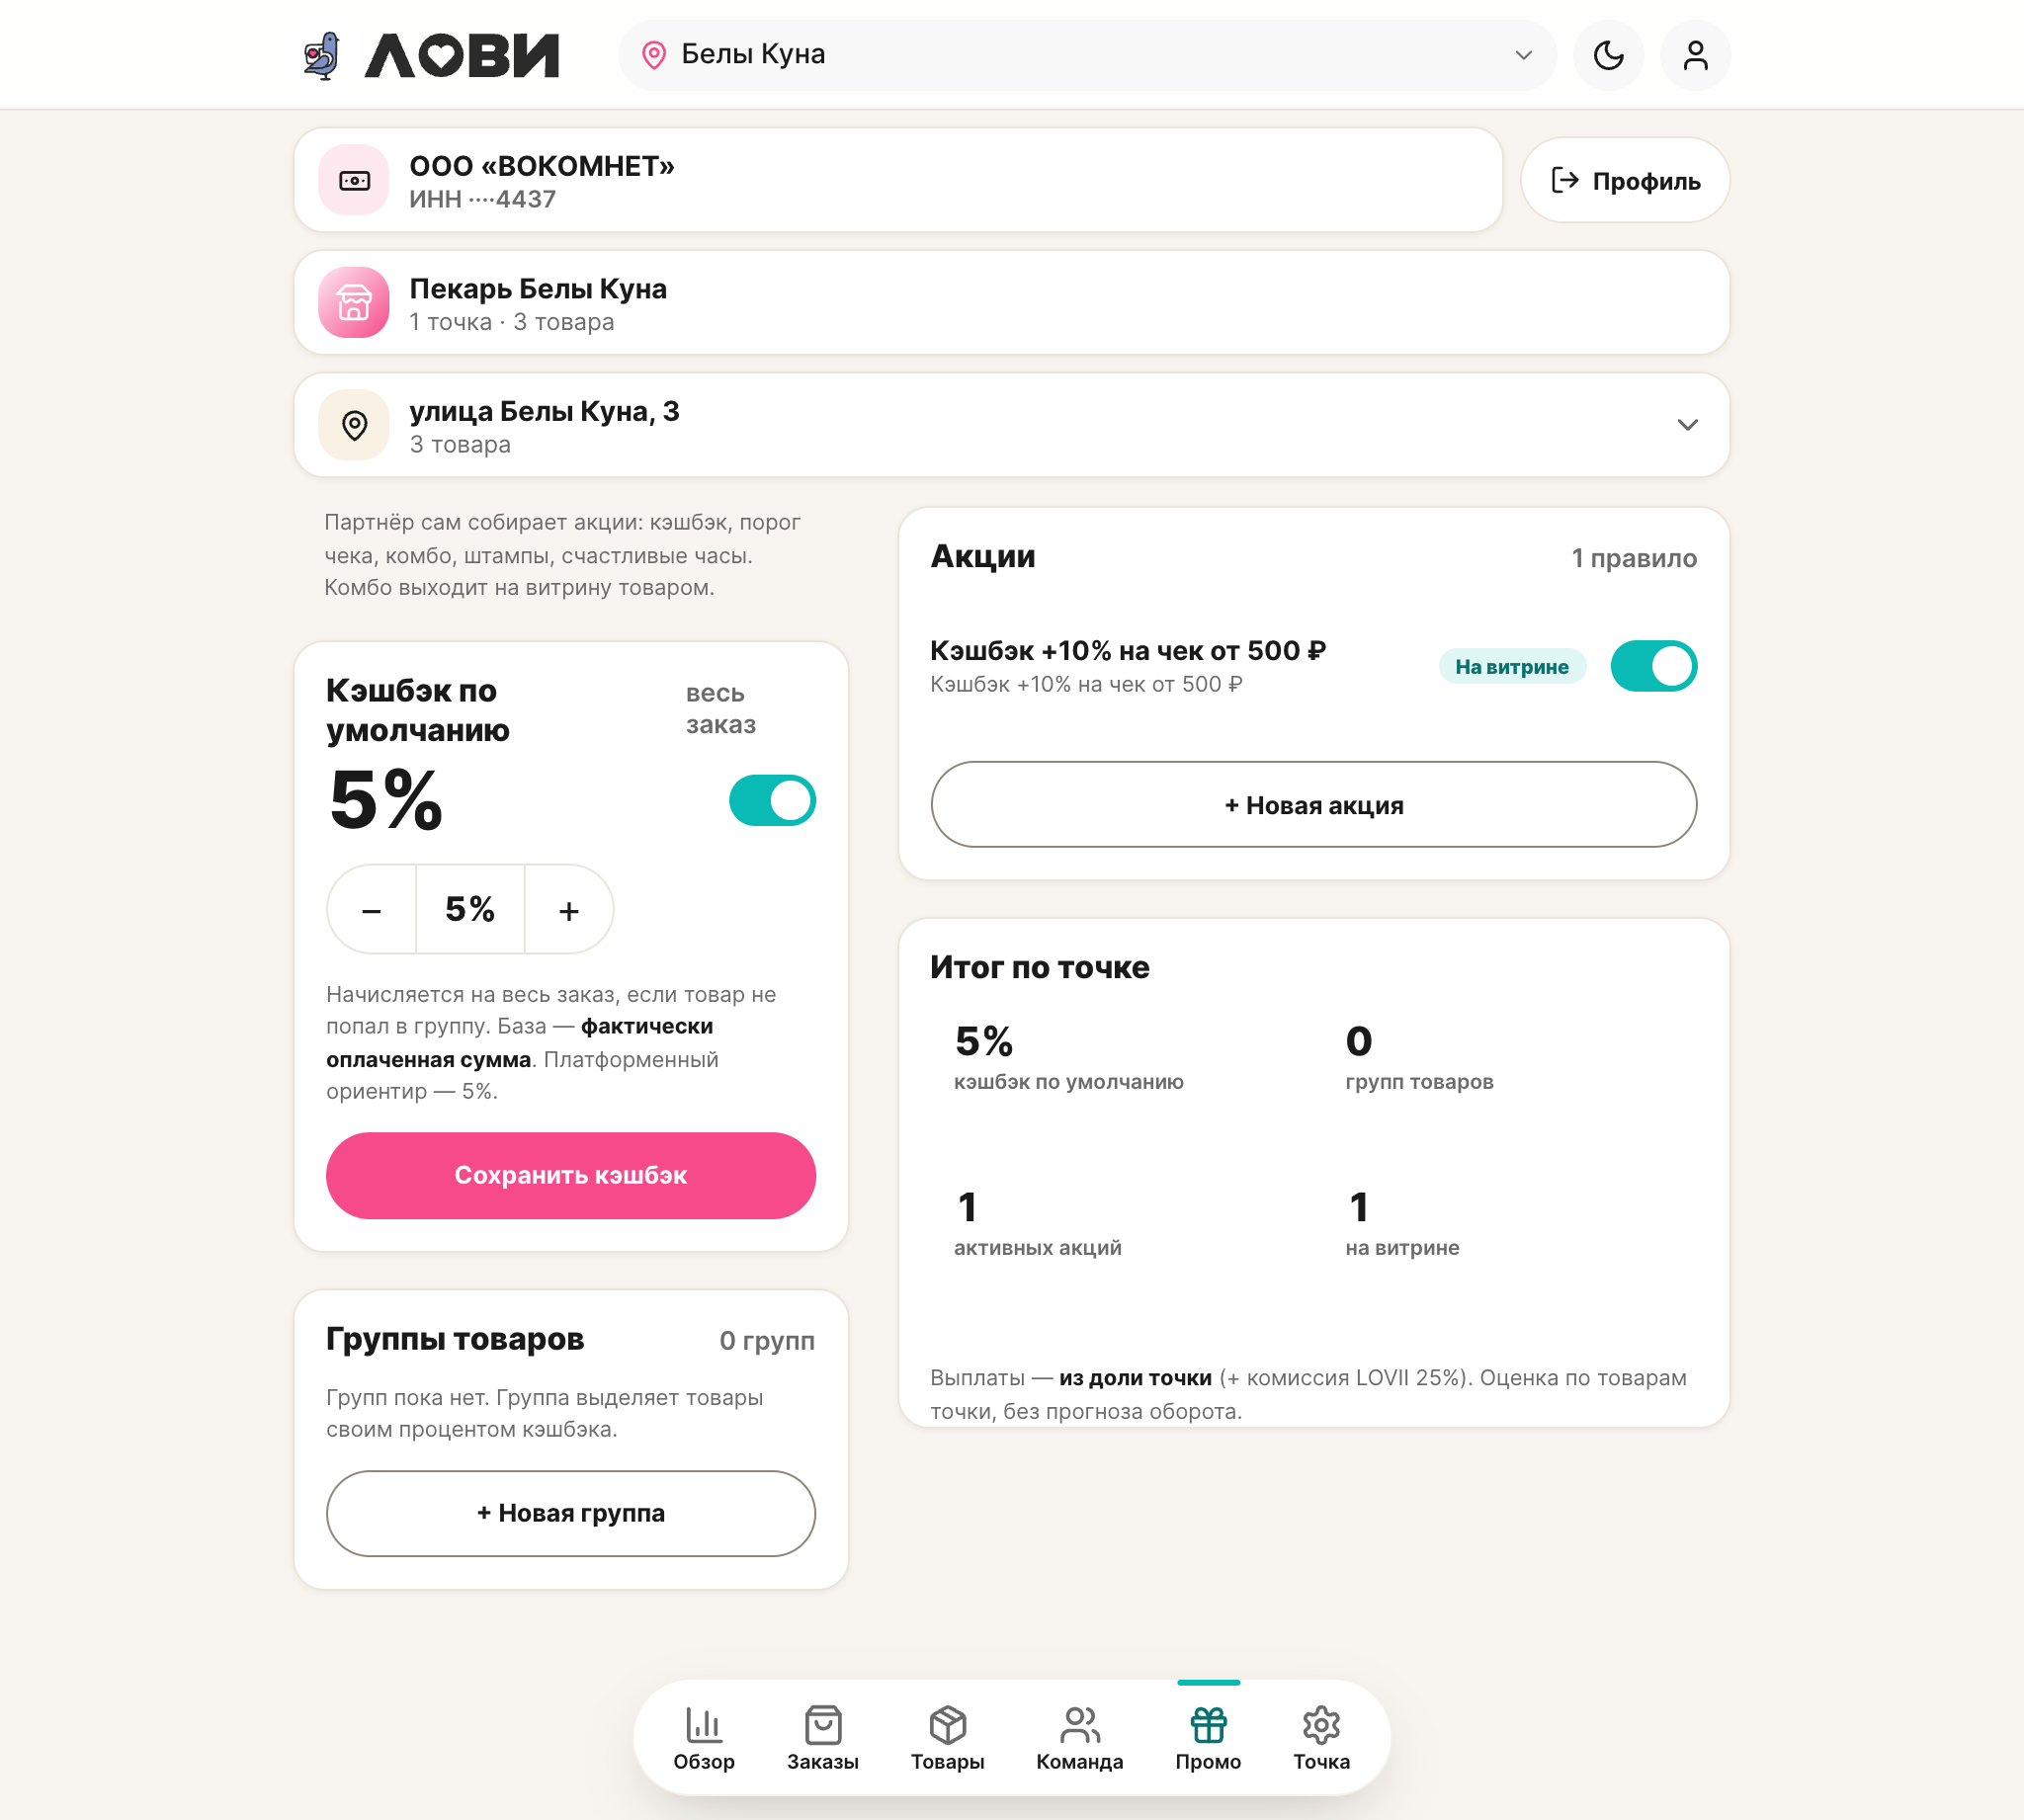 ЛОВИ
Белы Куна
ООО «ВОКОМНЕТ»
ИНН ····4437
Профиль
Пекарь Белы Куна
1 точка · 3 товара
улица Белы Куна, 3
3 товара
Партнёр сам собирает акции: кэшбэк, порог
чека, комбо, штампы, счастливые часы.
Комбо выходит на витрину товаром.
Кэшбэк по
умолчанию
весь
заказ
5%
– 5% +
Начисляется на весь заказ, если товар не
попал в группу. База — фактически
оплаченная сумма. Платформенный
ориентир — 5%.
Сохранить кэшбэк
Группы товаров
0 групп
Групп пока нет. Группа выделяет товары
своим процентом кэшбэка.
+ Новая группа
Акции
1 правило
Кэшбэк +10% на чек от 500 ₽
Кэшбэк +10% на чек от 500 ₽
На витрине
+ Новая акция
Итог по точке
5%
кэшбэк по умолчанию
0
групп товаров
1
активных акций
1
на витрине
Выплаты — из доли точки (+ комиссия LOVII 25%). Оценка по товарам
точки, без прогноза оборота.
Обзор
Заказы
Товары
Команда
Промо
Точка